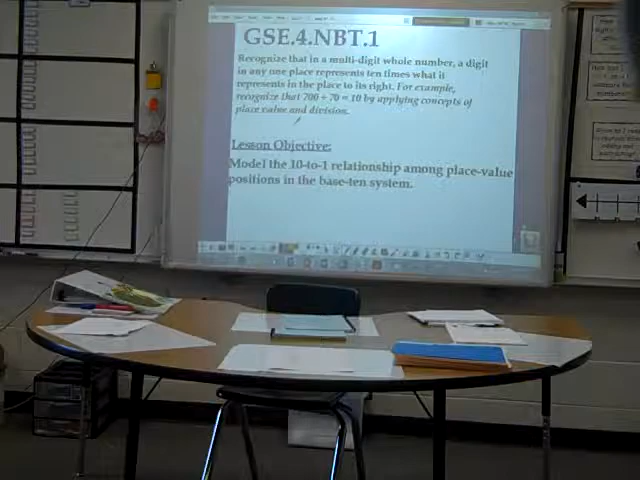 GSE.4.NBT.1
Recognize that in a multi-digit whole number, a digit
in any one place represents ten times what it
represents in the place to its right. For example,
recognize that 700 ÷ 70 = 10 by applying concepts of
place value and division.
Lesson Objective:
Model the 10-to-1 relationship among place-value
positions in the base-ten system.